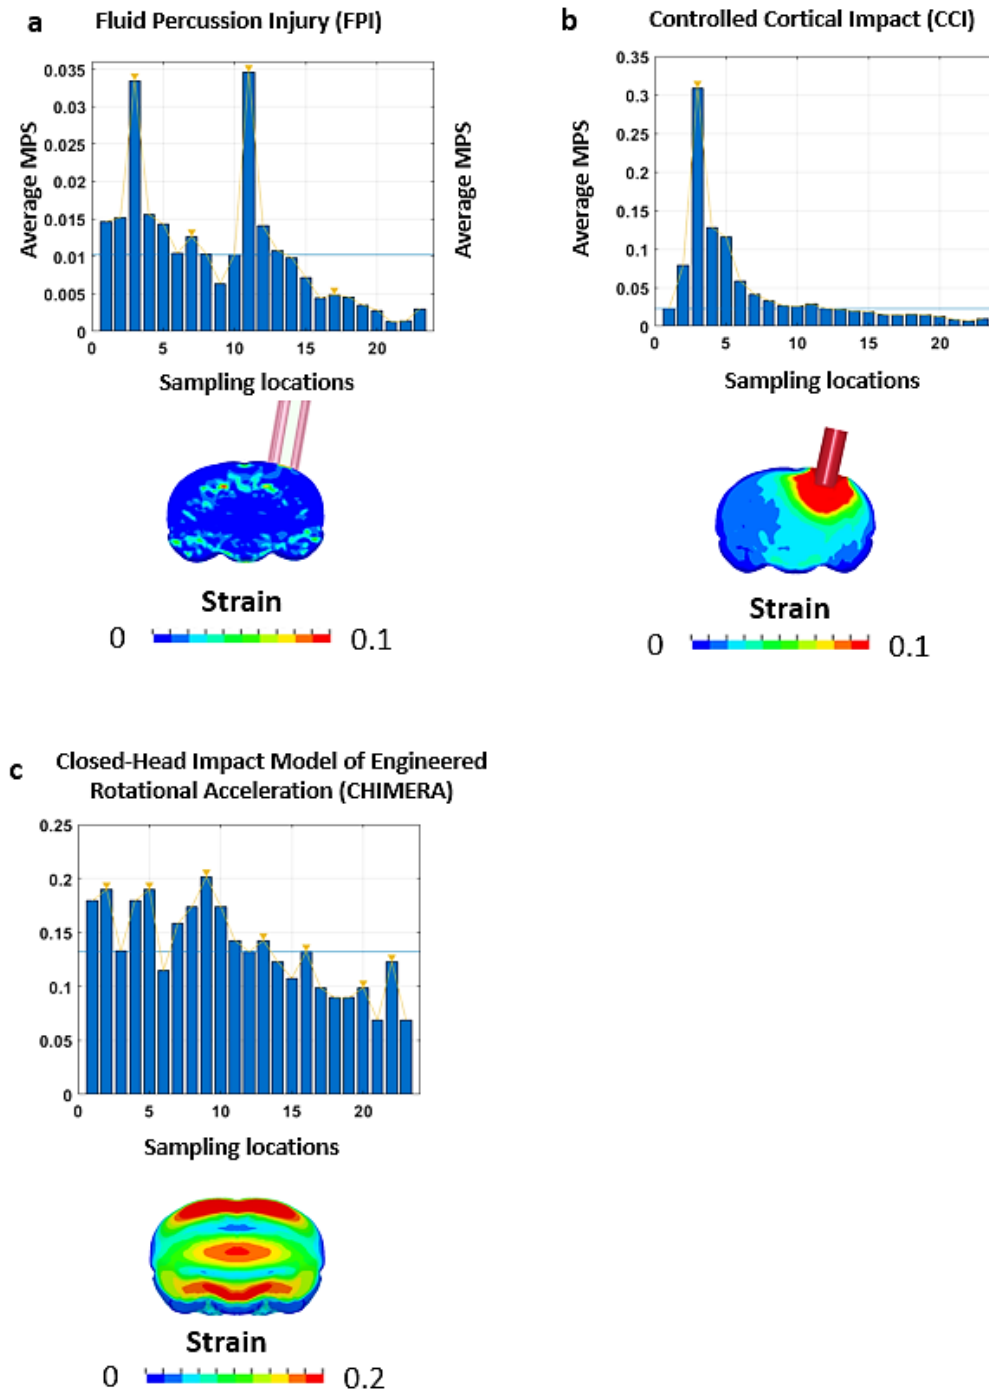 a Fluid Percussion Injury (FPI)
0.035
0.03
0.025
0.02
0.015
0.01
0.005
0
Average MPS
0 5 10 15 20
Sampling locations
Strain
0 0.1
b Controlled Cortical Impact (CCI)
0.35
0.3
0.25
0.2
0.15
0.1
0.05
0
Average MPS
Average MPS
0 5 10 15 20
Sampling locations
Strain
0 0.1
c Closed-Head Impact Model of Engineered
Rotational Acceleration (CHIMERA)
0.25
0.2
0.15
0.1
0.05
0
0 5 10 15 20
Sampling locations
Strain
0 0.2